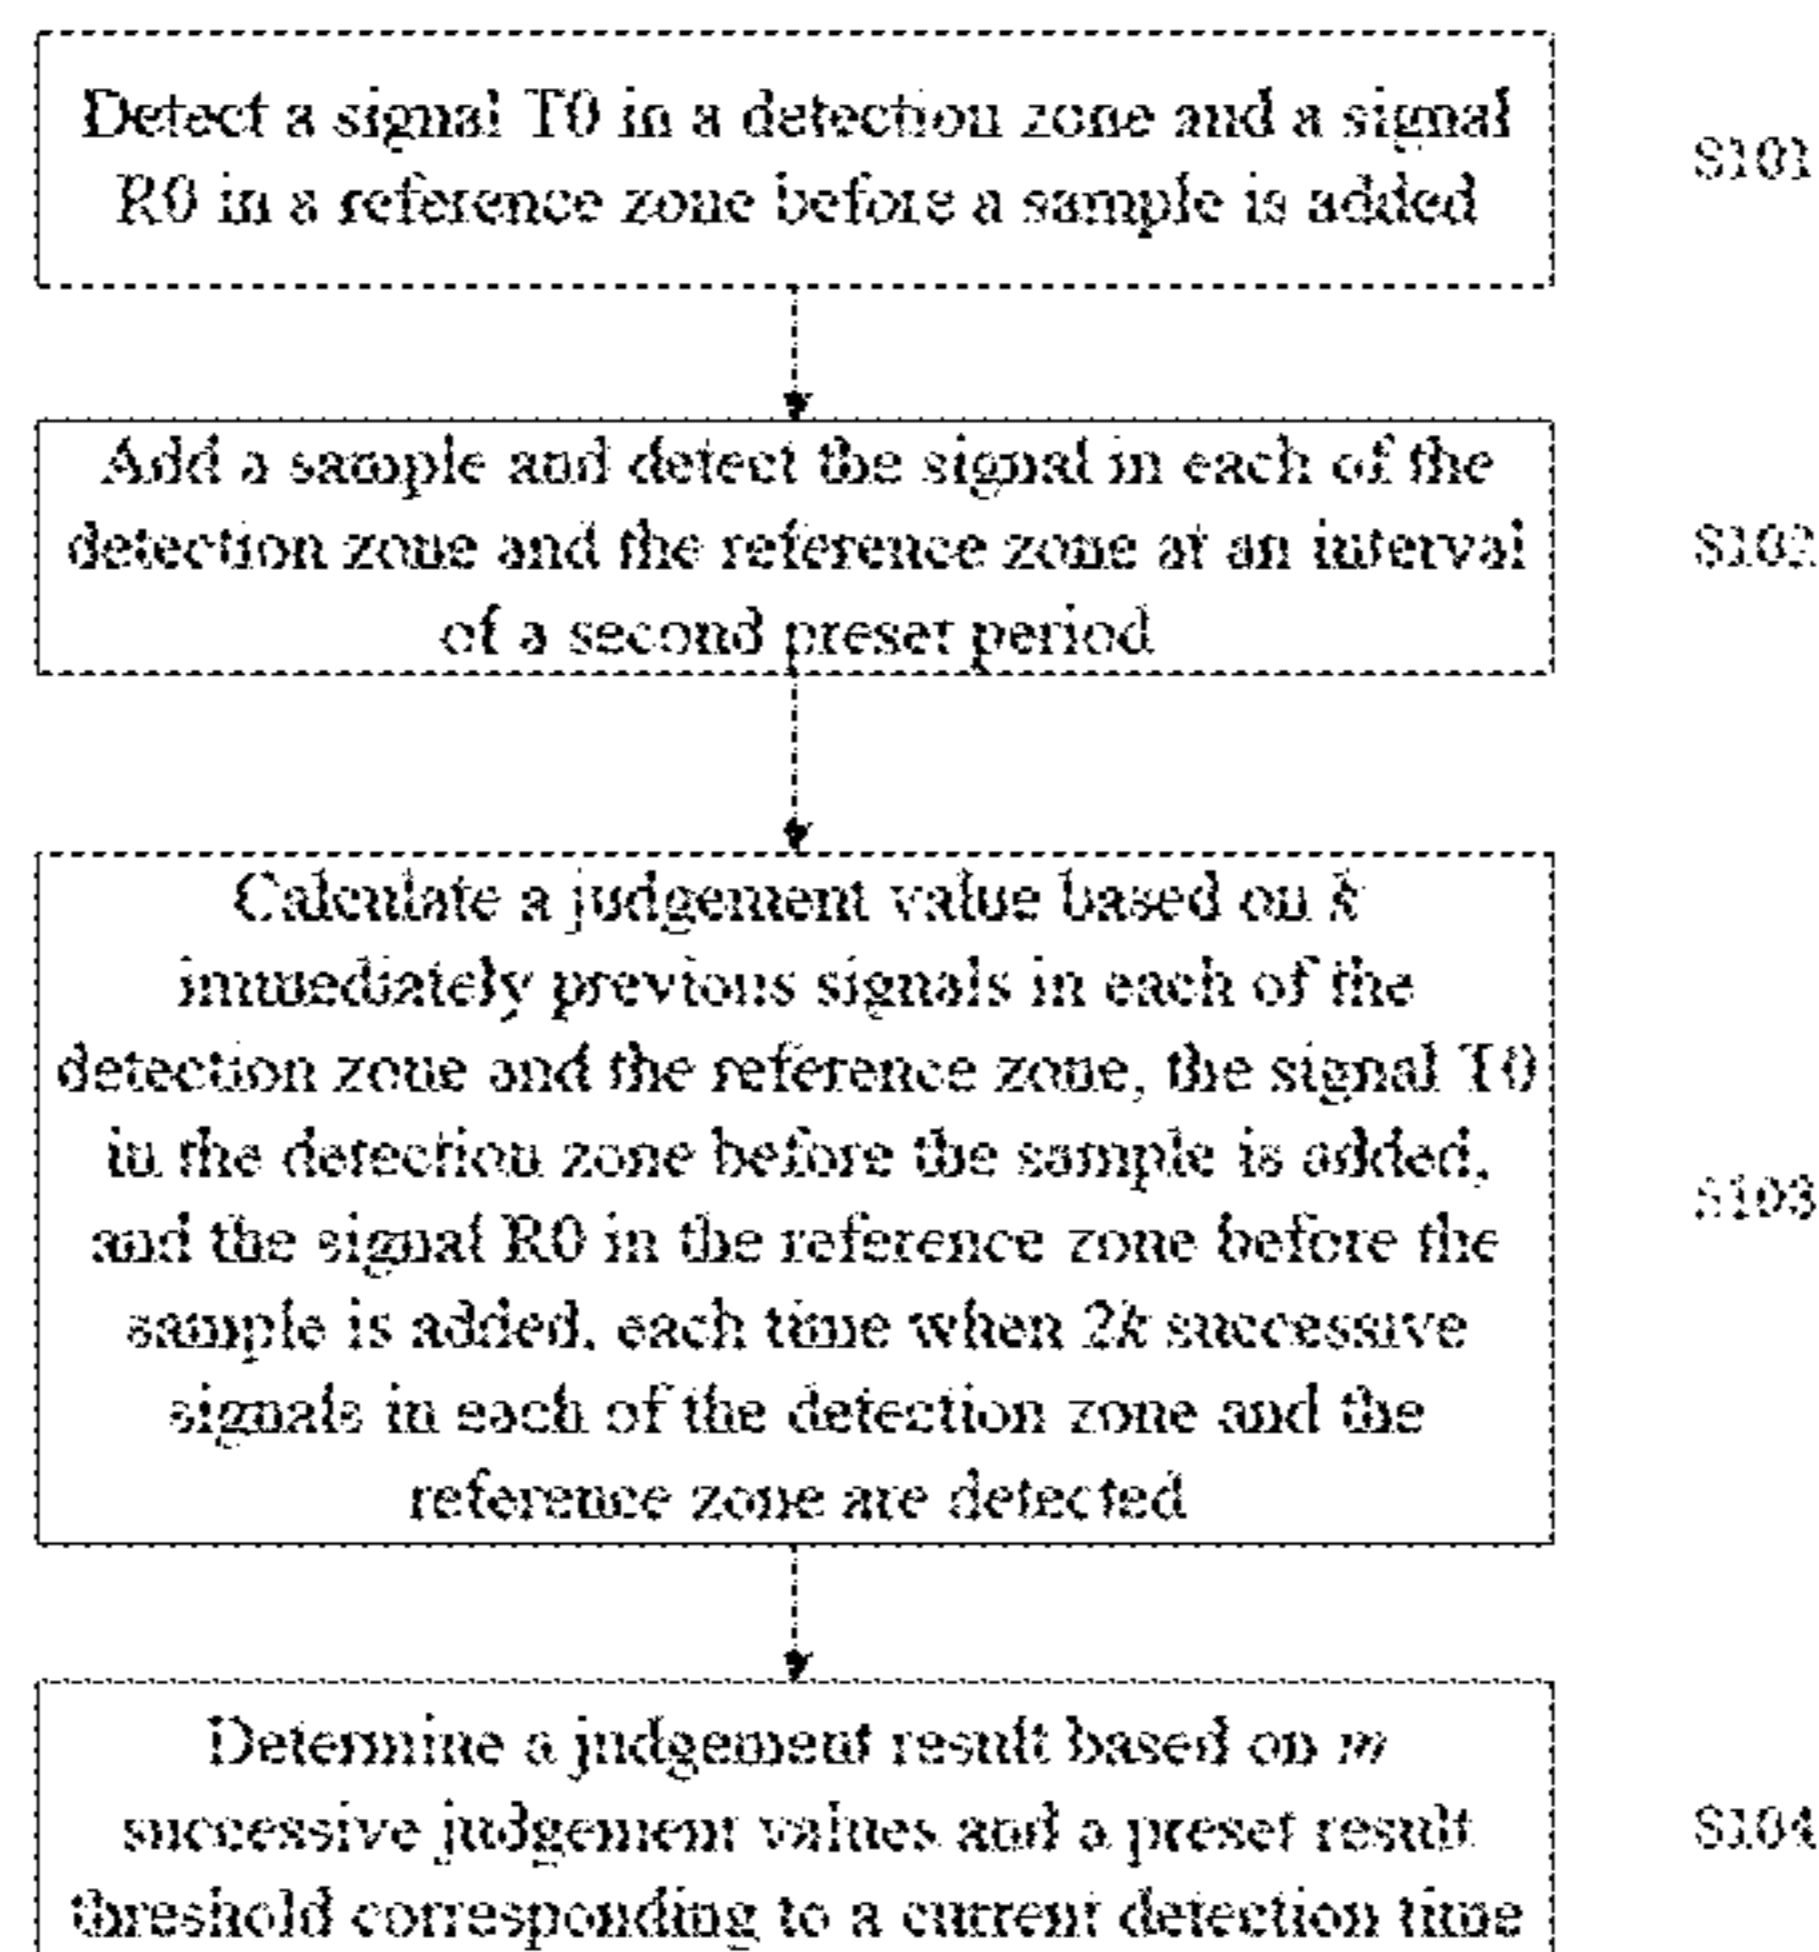 Detect a signal T0 in a detection zone and a signal
R0 in a reference zone before a sample is added
S101
Add a sample and detect the signal in each of the
detection zone and the reference zone at an interval
of a second preset period
S102
Calculate a judgement value based on k
immediately previous signals in each of the
detection zone and the reference zone, the signal T0
in the detection zone before the sample is added,
and the signal R0 in the reference zone before the
sample is added, each time when 2k successive
signals in each of the detection zone and the
reference zone are detected
S103
Determine a judgement result based on m
successive judgement values and a preset result
threshold corresponding to a current detection time
S104